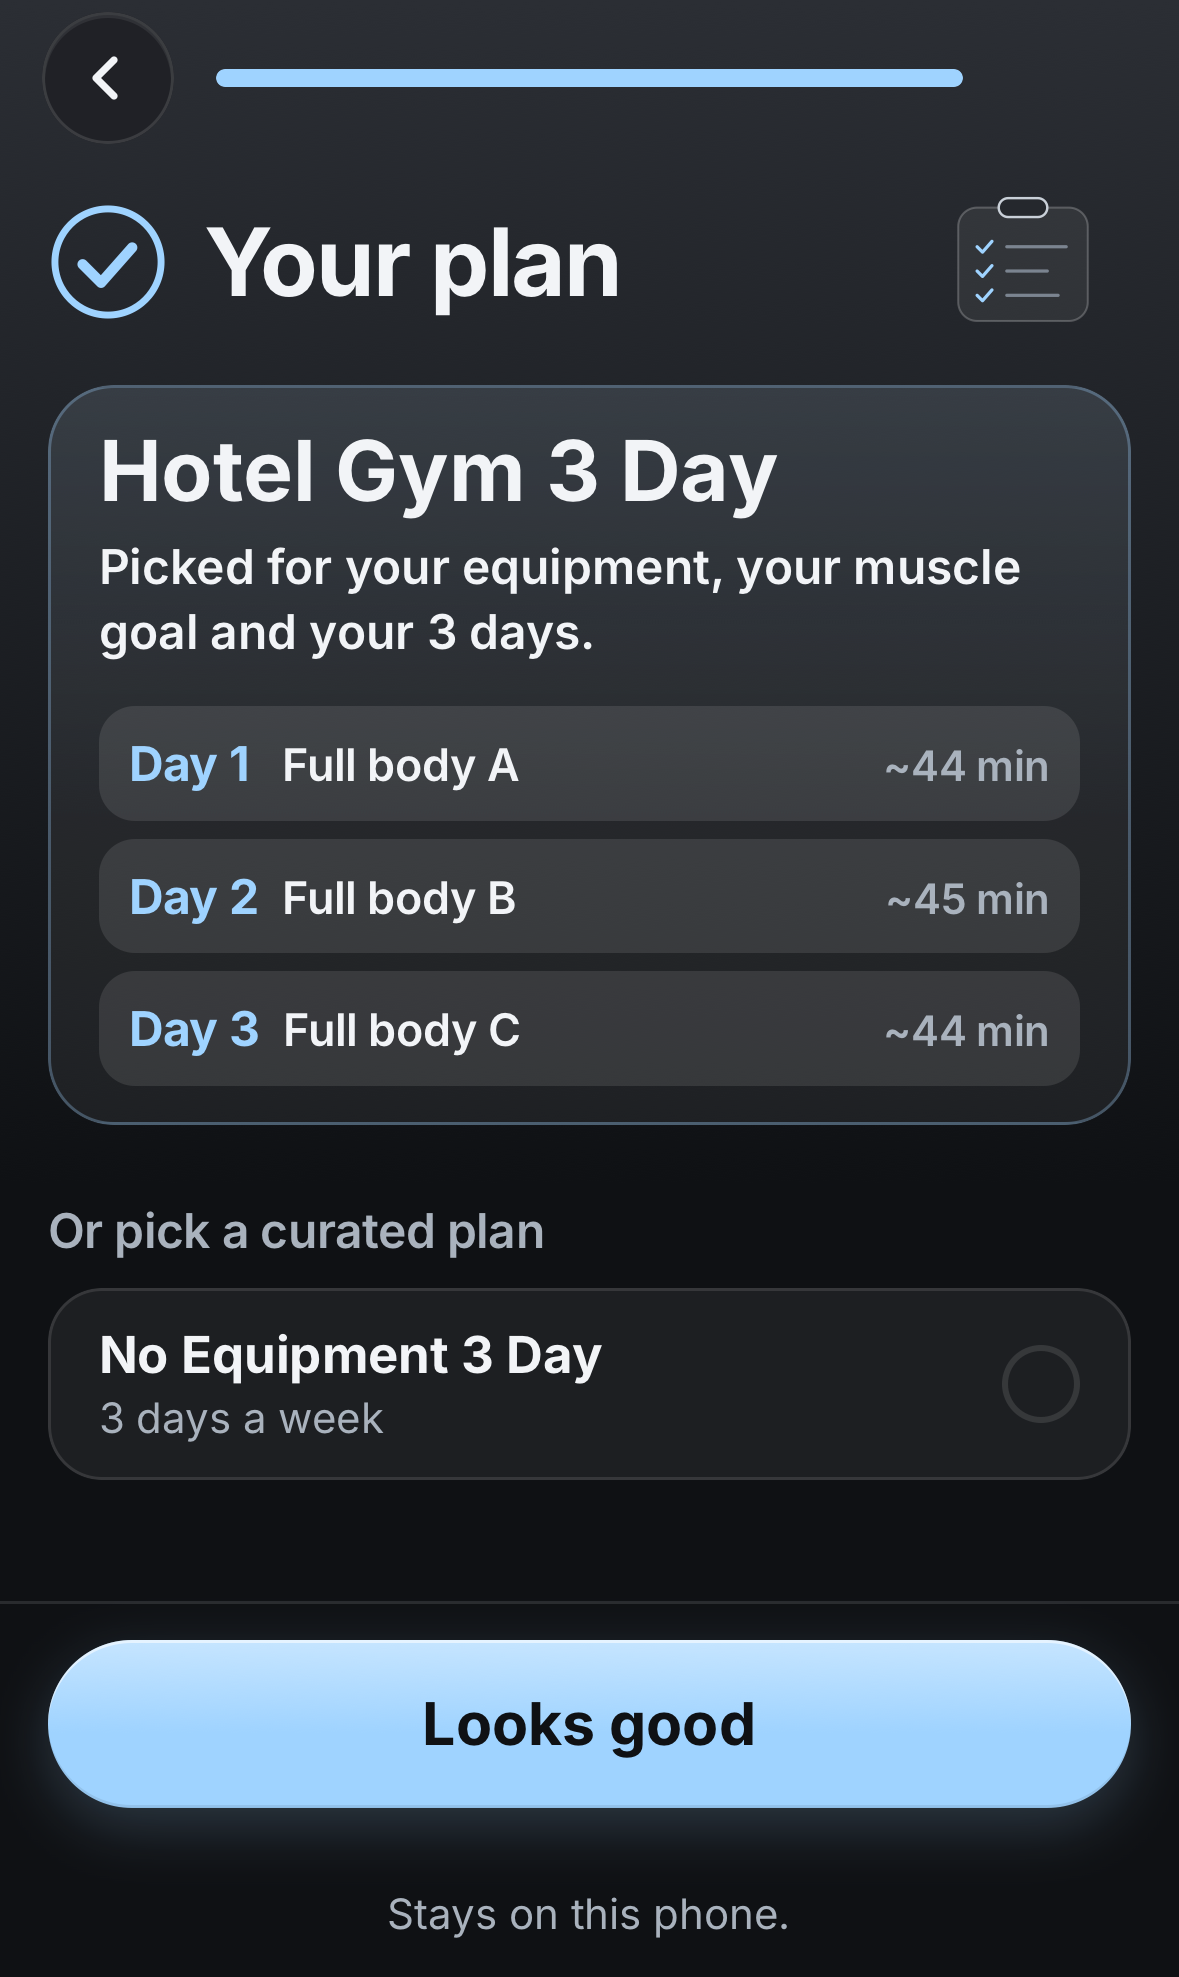 Your plan
Hotel Gym 3 Day
Picked for your equipment, your muscle
goal and your 3 days.
Day 1 Full body A ~44 min
Day 2 Full body B ~45 min
Day 3 Full body C ~44 min
Or pick a curated plan
No Equipment 3 Day
3 days a week
Looks good
Stays on this phone.